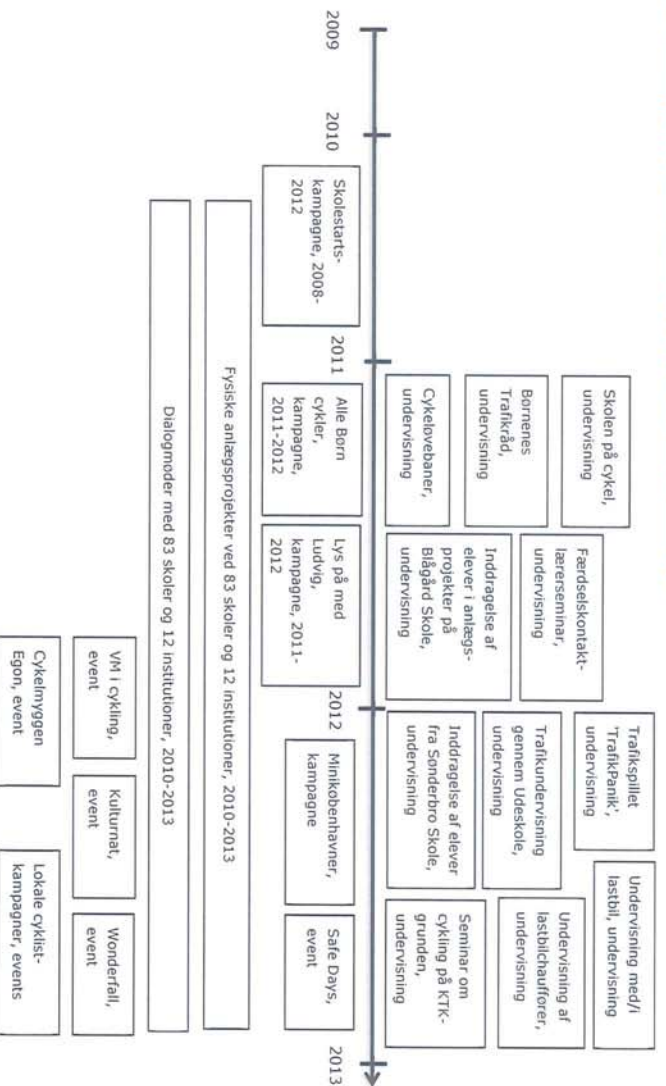 Skolen på cykel,
undervisning
Færdselskontakt-
lærerseminar,
undervisning
Trafikspillet
'TrafikPanik',
undervisning
Undervisning med/i
lastbil, undervisning
Børnenes
Trafikråd,
undervisning
Inddragelse af
elever i anlægs-
projekter på
Blågård Skole,
undervisning
Trafikundervisning
gennem Udeskole,
undervisning
Undervisning af
lastbilchauffører,
undervisning
Cykelovebaner,
undervisning
Inddragelse af elever
fra Sønderbro Skole,
undervisning
Seminar om
cykling på KTK-
grunden,
undervisning
2009
2010
2011
2012
2013
Skolestarts-
kampagne, 2008-
2012
Alle Børn
cykler,
kampagne,
2011-2012
Lys på med
Ludvig,
kampagne, 2011-
2012
Minikøbenhavner,
kampagne
Safe Days,
event
Fysiske anlægsprojekter ved 83 skoler og 12 institutioner, 2010-2013
Dialogmøder med 83 skoler og 12 institutioner, 2010-2013
VM i cykling,
event
Kulturnat,
event
Wonderfall,
event
Cykelmyggen
Egon, event
Lokale cyklist-
kampagner, events